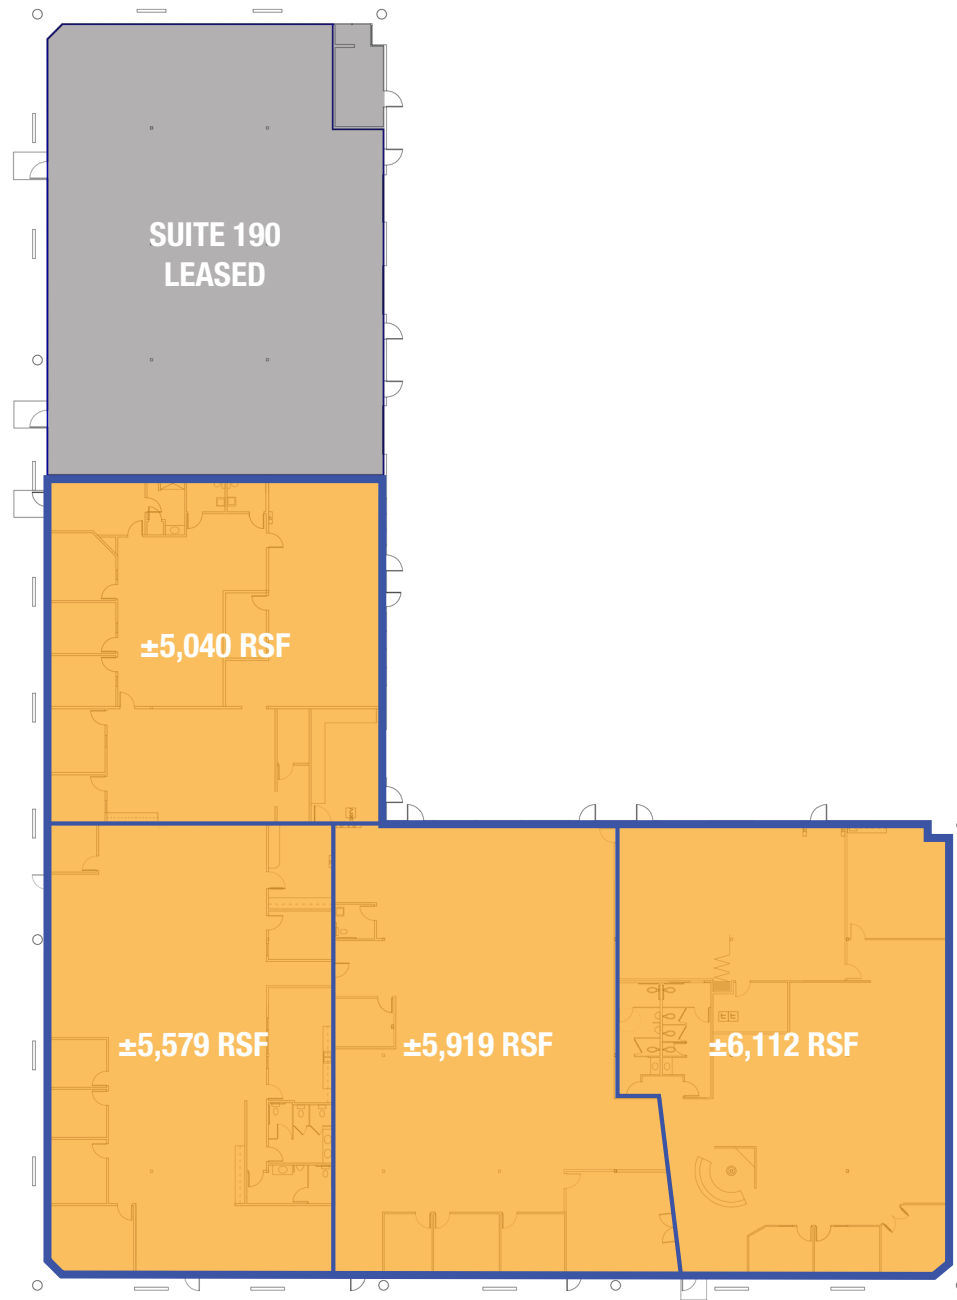 SUITE 190
LEASED
±5,040 RSF
±5,579 RSF
±5,919 RSF
±6,112 RSF